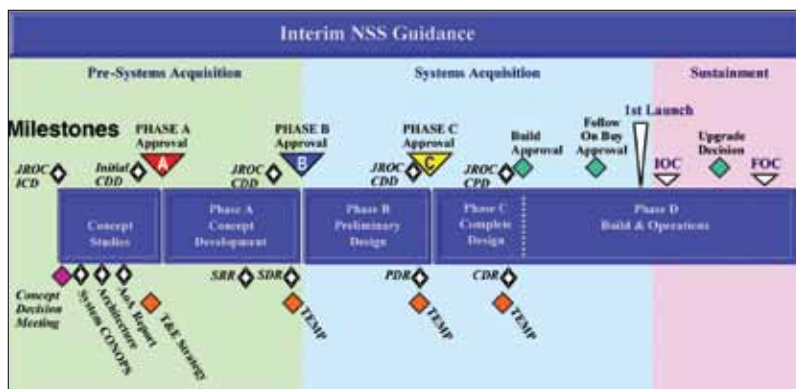 Interim NSS Guidance
Pre-Systems Acquisition
Systems Acquisition
Sustainment
1st Launch
Milestones
PHASE A
Approval
PHASE B
Approval
PHASE C
Approval
Build
Approval
Follow
On Buy
Approval
Upgrade
Decision
JROC
ICD
Initial
CDD
A
JROC
CDD
B
JROC
CDD
C
JROC
CPD
IOC
FOC
Concept
Studies
Phase A
Concept
Development
Phase B
Preliminary
Design
Phase C
Complete
Design
Phase D
Build & Operations
SRR
SDR
PDR
CDR
Concept
Decision
Meeting
System CONOPS
Architecture
AoA Report
T&E Strategy
TEMP
TEMP
TEMP